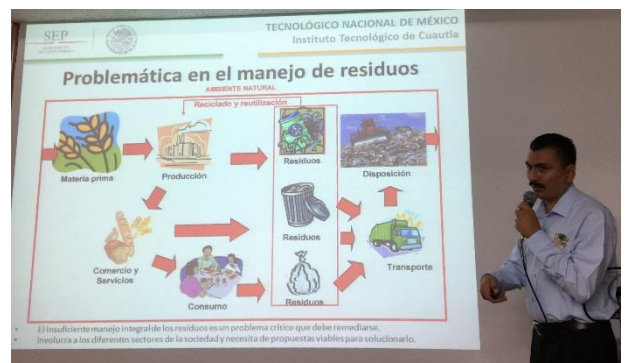 SEP
TECNOLÓGICO NACIONAL DE MÉXICO
Instituto Tecnológico de Cuautla
Problemática en el manejo de residuos
AMBIENTE NATURAL
Reciclado y reutilización
Materia prima
Producción
Residuos
Disposición
Residuos
Comercio y
Servicios
Consumo
Residuos
Transporte
• El insuficiente manejo integral de los residuos es un problema crítico que debe remediarse.
• Involucra a los diferentes sectores de la sociedad y necesita de propuestas viables para solucionarlo.